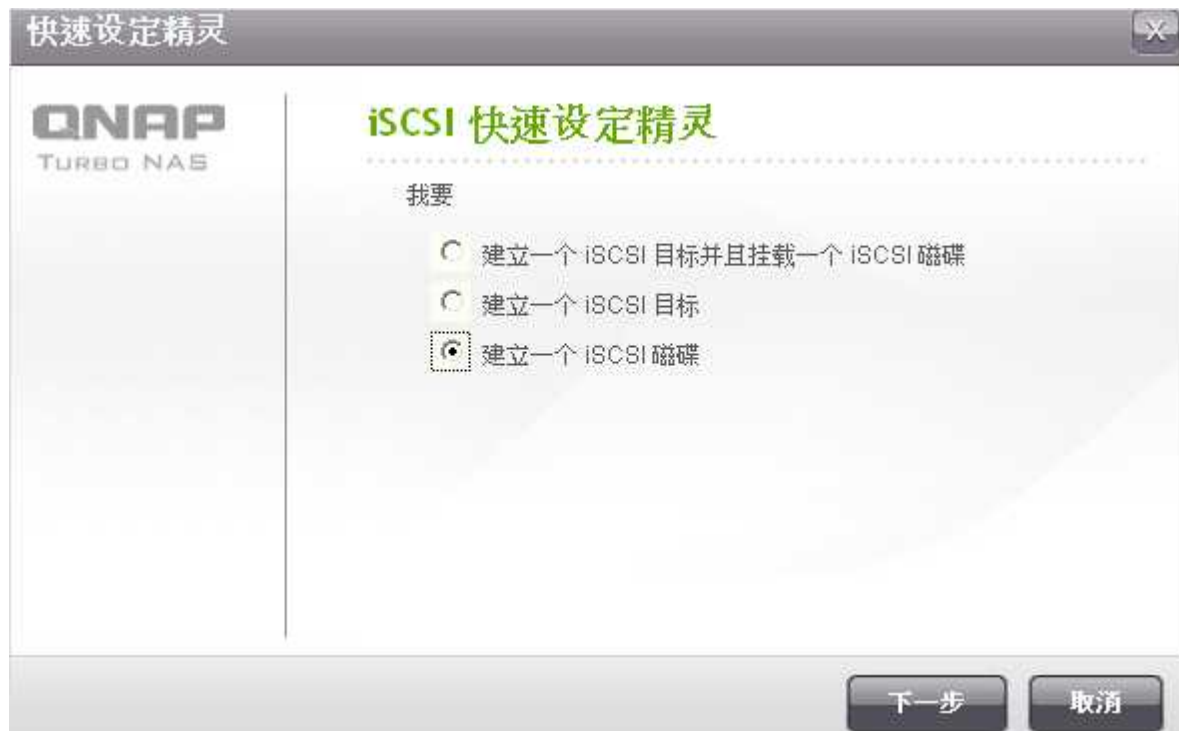 快速设定精灵
QNAP
TURBO NAS
iSCSI 快速设定精灵
我要
建立一个 iSCSI 目标并且挂载一个 iSCSI 磁碟
建立一个 iSCSI 目标
建立一个 iSCSI 磁碟
下一步
取消